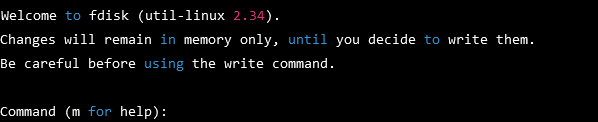 Welcome to fdisk (util-linux 2.34).
Changes will remain in memory only, until you decide to write them.
Be careful before using the write command.
Command (m for help):